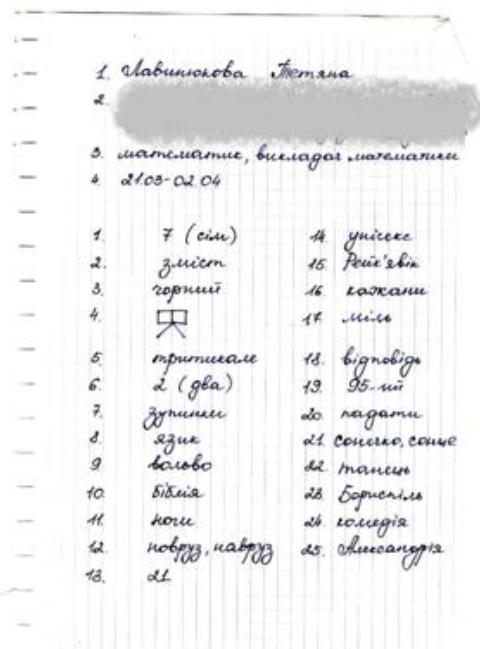 1. Лавинюкова Тетяна
2.
3. математик, викладач математики
4. 21.03-02.04
1. 7 (сім)
2. зміст
3. чорний
4.
5. тритикале
6. 2 (два)
7. зупинки
8. язик
9. вольво
10. біблія
11. ноги
12. новруз, навруз
13. 21
14. унісекс
15. Рейк'явік
16. кажани
17. міль
18. відповідь
19. 95-ий
20. падати
21. сонечко, сонце
22. танець
23. Бориспіль
24. комедія
25. Александрія